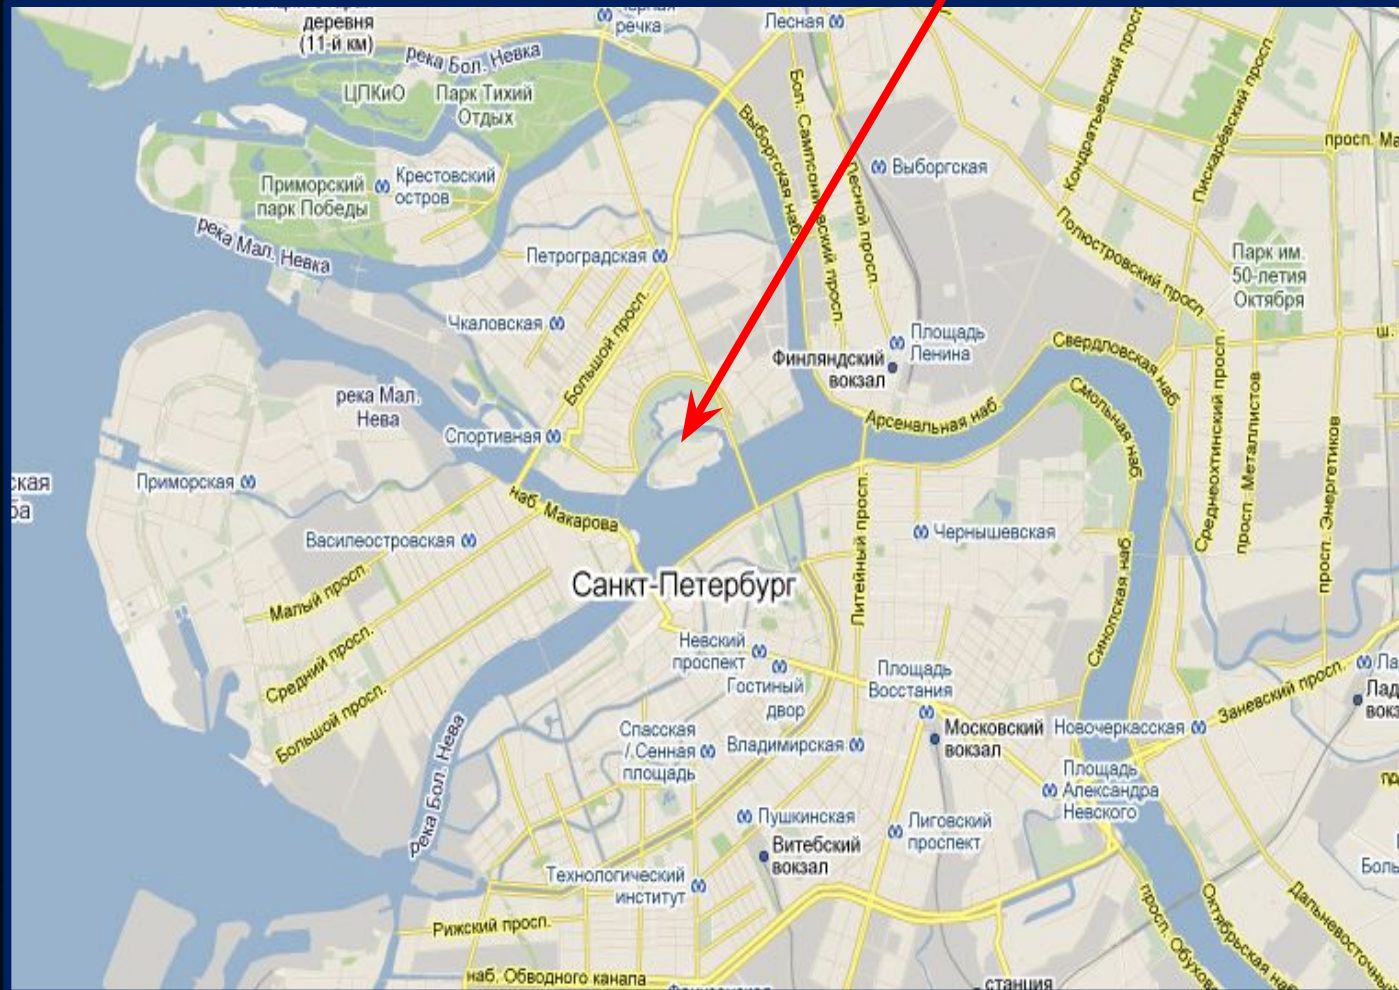 деревня
(11-й км)
речка
Лесная
река Бол. Невка
ЦПКиО
Парк Тихий
Отдых
Выборгская наб.
Бол. Сампсониевский просп.
Лесной просп.
Кондратьевский просп.
Пискарёвский просп.
просп.
Выборгская
Приморский
парк Победы
Крестовский
остров
река Мал. Невка
Петроградская
Полюстровский просп.
Парк им.
50-летия
Октября
Чкаловская
Большой просп.
Площадь
Ленина
Финляндский
вокзал
Свердловская наб.
ш.
река Мал.
Нева
Спортивная
Арсенальная наб.
Смольная наб.
Среднеохтинский просп.
просп. Металлистов
просп. Энергетиков
Приморская
наб. Макарова
Василеостровская
Чернышевская
Литейный просп.
Синопская наб.
Санкт-Петербург
Малый просп.
Средний просп.
Большой просп.
Невский
проспект
Гостиный
двор
Площадь
Восстания
Заневский просп.
Московский
вокзал
Новочеркасская
Спасская
/ Сенная
площадь
Владимирская
река Бол. Нева
Площадь
Александра
Невского
Пушкинская
Витебский
вокзал
Лиговский
проспект
Технологический
институт
Рижский просп.
наб. Обводного канала
просп.
Октябрьская наб.
станция